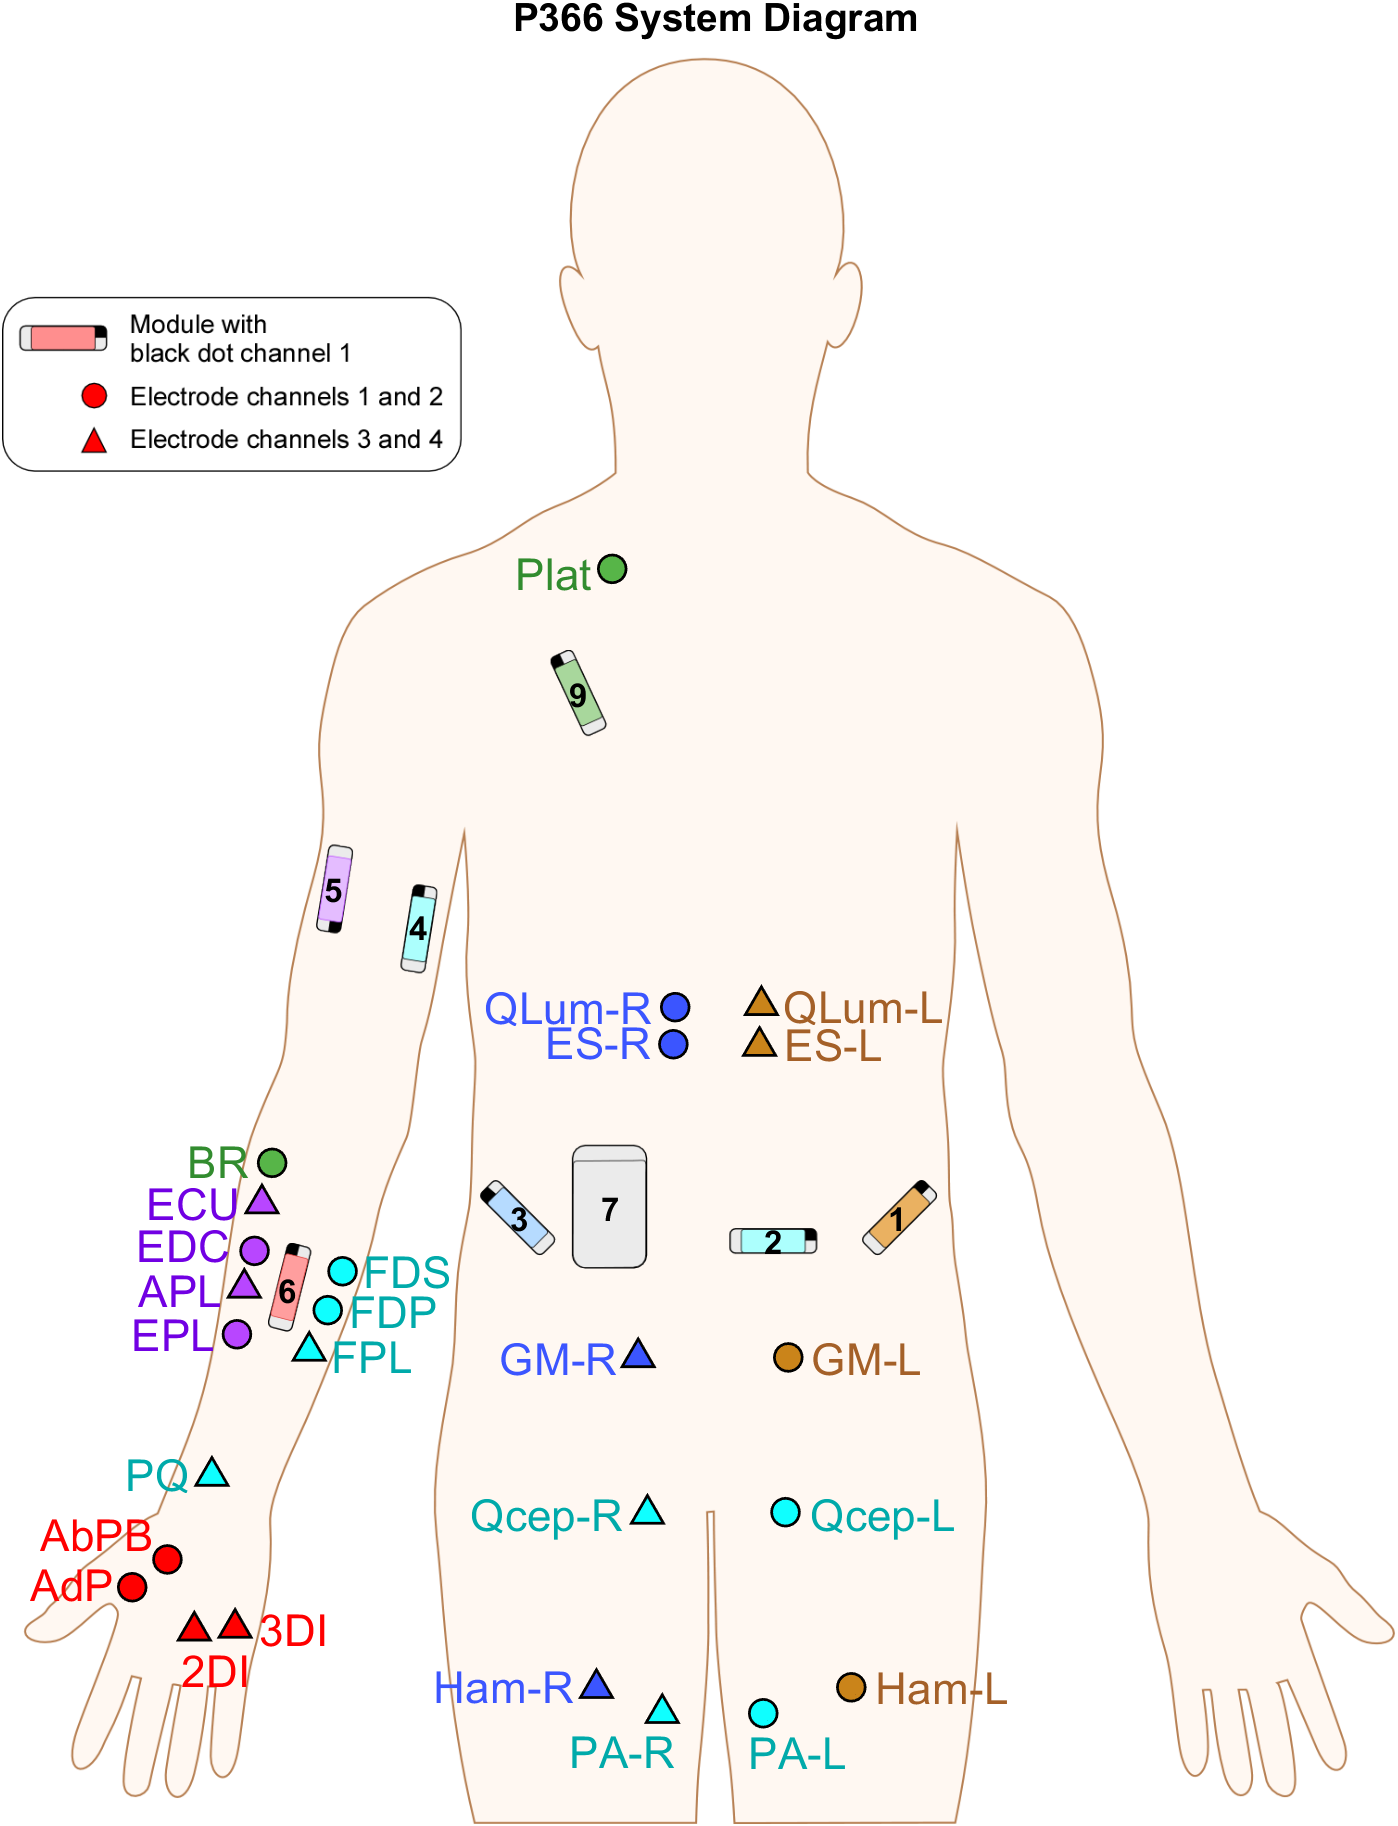 P366 System Diagram
Module with
black dot channel 1
Electrode channels 1 and 2
Electrode channels 3 and 4
Plat
9
5
4
QLum-R
QLum-L
ES-R
ES-L
BR
ECU
EDC
APL
EPL
6
FDS
FDP
FPL
3
7
2
1
GM-R
GM-L
PQ
Qcep-R
Qcep-L
AbPB
AdP
3DI
2DI
Ham-R
Ham-L
PA-R
PA-L